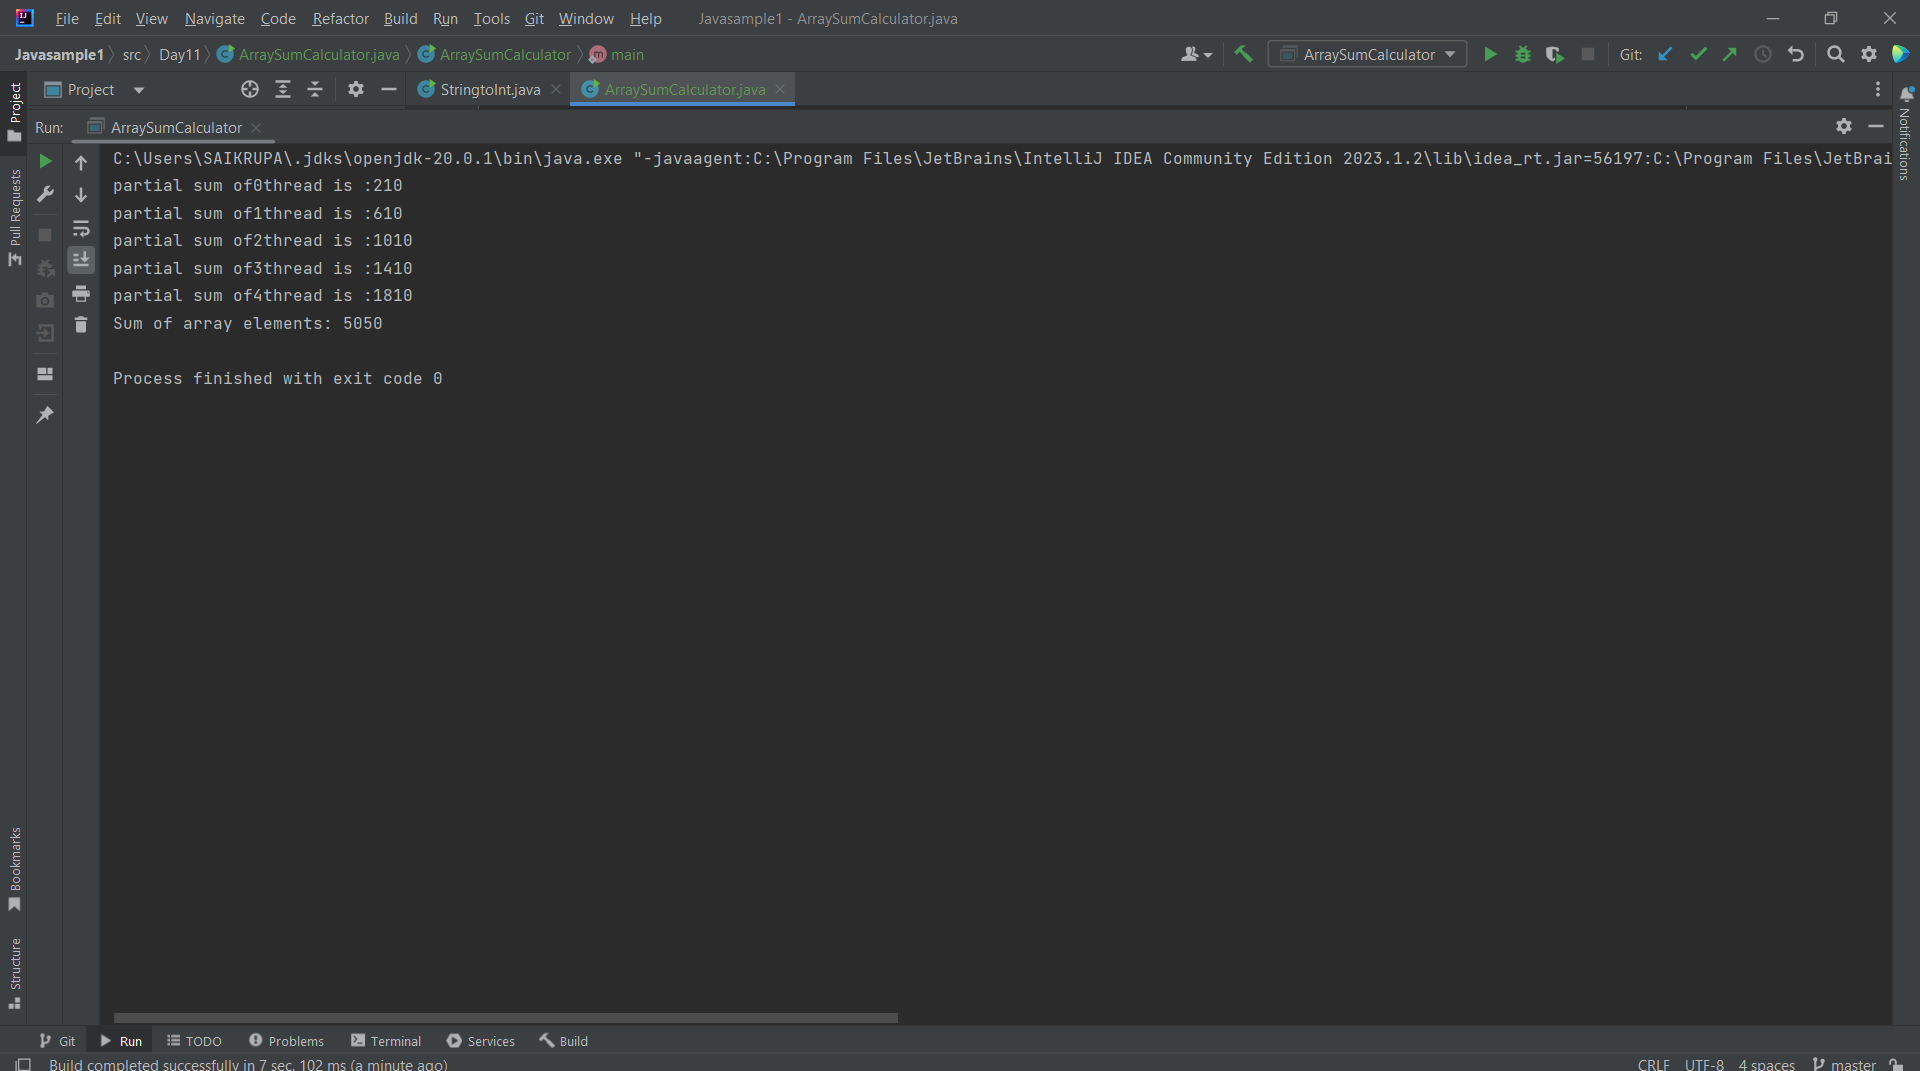 File Edit View Navigate Code Refactor Build Run Tools Git Window Help Javasample1 - ArraySumCalculator.java
Javasample1 src Day11 ArraySumCalculator.java ArraySumCalculator main ArraySumCalculator Git:
Project StringtoInt.java ArraySumCalculator.java
Run: ArraySumCalculator
C:\Users\SAIKRUPA\.jdks\openjdk-20.0.1\bin\java.exe "-javaagent:C:\Program Files\JetBrains\IntelliJ IDEA Community Edition 2023.1.2\lib\idea_rt.jar=56197:C:\Program Files\JetBrai
partial sum of0thread is :210
partial sum of1thread is :610
partial sum of2thread is :1010
partial sum of3thread is :1410
partial sum of4thread is :1810
Sum of array elements: 5050
Process finished with exit code 0
Project
Pull Requests
Bookmarks
Structure
Notifications
Git Run TODO Problems Terminal Services Build
Build completed successfully in 7 sec, 102 ms (a minute ago) CRLF UTF-8 4 spaces master